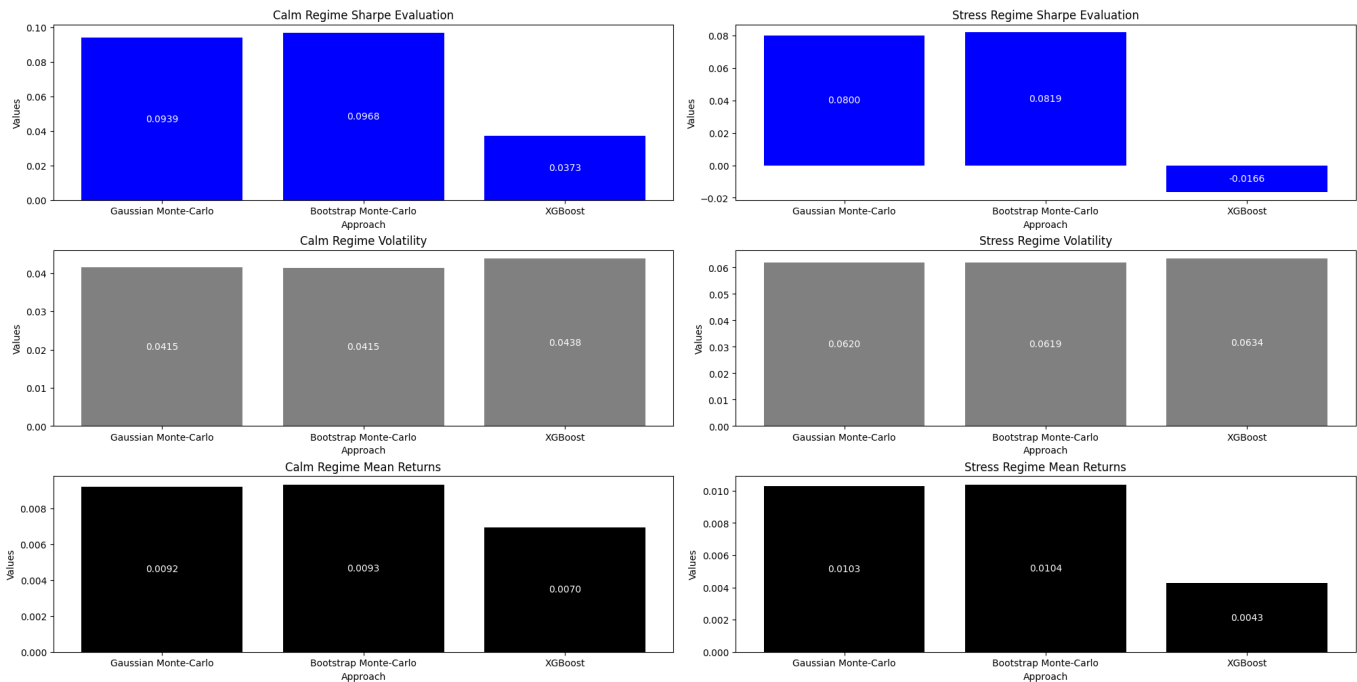 Calm Regime Sharpe Evaluation
0.10
0.08
0.06
0.04
0.02
0.00
Values
0.0939
0.0968
0.0373
Gaussian Monte-Carlo
Bootstrap Monte-Carlo
XGBoost
Approach
Stress Regime Sharpe Evaluation
0.08
0.06
0.04
0.02
0.00
−0.02
Values
0.0800
0.0819
-0.0166
Gaussian Monte-Carlo
Bootstrap Monte-Carlo
XGBoost
Approach
Calm Regime Volatility
0.04
0.03
0.02
0.01
0.00
Values
0.0415
0.0415
0.0438
Gaussian Monte-Carlo
Bootstrap Monte-Carlo
XGBoost
Approach
Stress Regime Volatility
0.06
0.05
0.04
0.03
0.02
0.01
0.00
Values
0.0620
0.0619
0.0634
Gaussian Monte-Carlo
Bootstrap Monte-Carlo
XGBoost
Approach
Calm Regime Mean Returns
0.008
0.006
0.004
0.002
0.000
Values
0.0092
0.0093
0.0070
Gaussian Monte-Carlo
Bootstrap Monte-Carlo
XGBoost
Approach
Stress Regime Mean Returns
0.010
0.008
0.006
0.004
0.002
0.000
Values
0.0103
0.0104
0.0043
Gaussian Monte-Carlo
Bootstrap Monte-Carlo
XGBoost
Approach